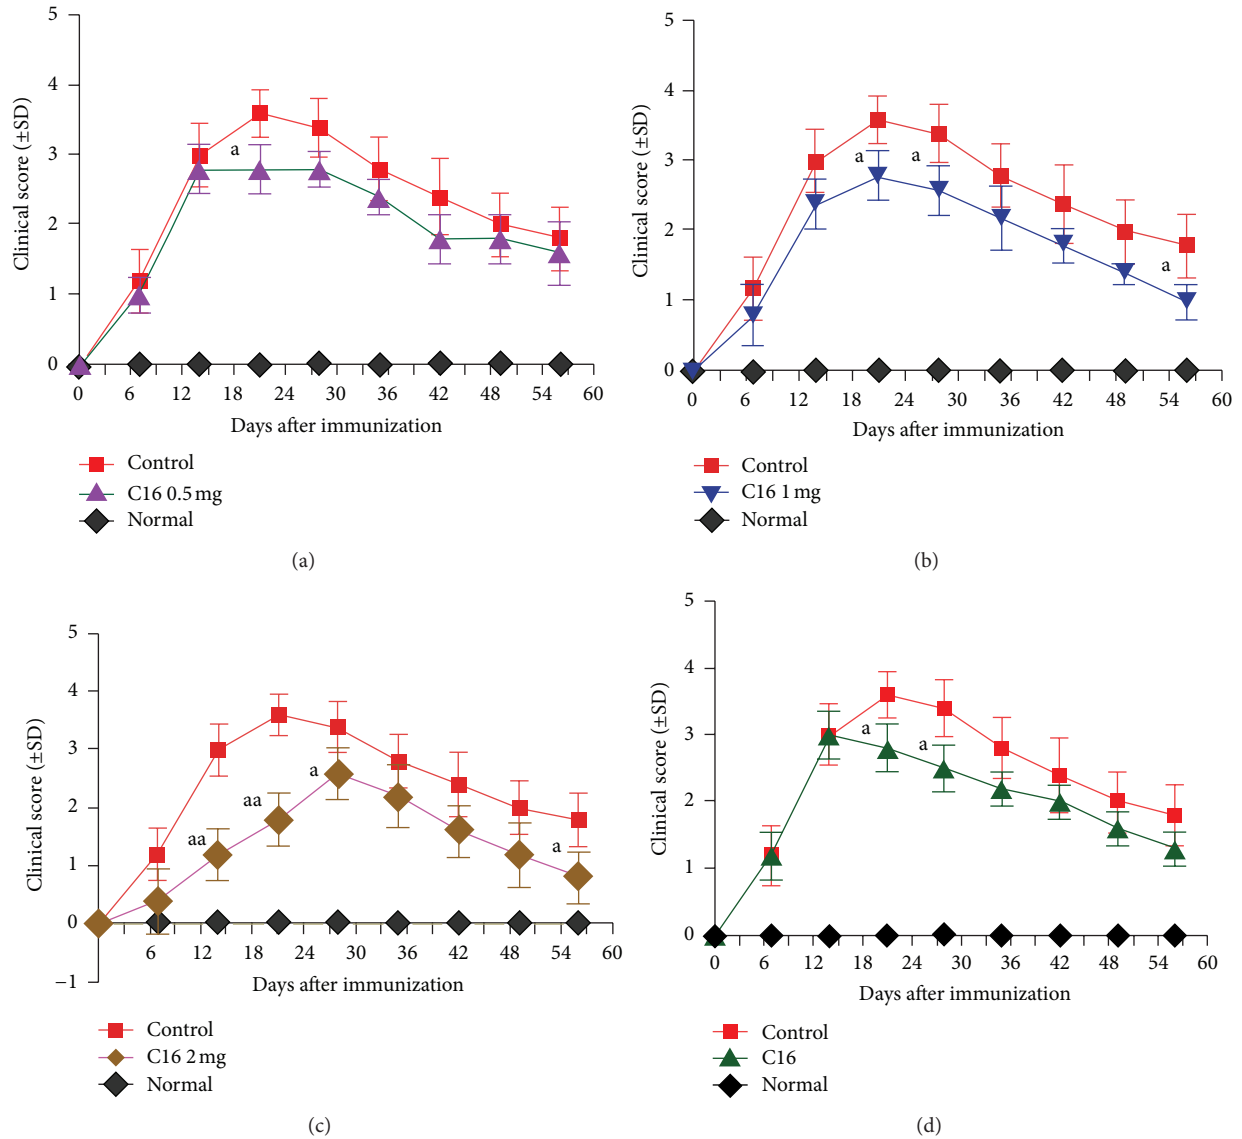 5
4
3
2
1
0
Clinical score (±SD)
a
0 6 12 18 24 30 36 42 48 54 60
Days after immunization
Control
C16 0.5 mg
Normal
(a)
5
4
3
2
1
0
Clinical score (±SD)
a a
a
0 6 12 18 24 30 36 42 48 54 60
Days after immunization
Control
C16 1 mg
Normal
(b)
5
4
3
2
1
0
−1
Clinical score (±SD)
aa
aa
a
a
6 12 18 24 30 36 42 48 54 60
Days after immunization
Control
C16 2 mg
Normal
(c)
5
4
3
2
1
0
Clinical score (±SD)
a
a
0 6 12 18 24 30 36 42 48 54 60
Days after immunization
Control
C16
Normal
(d)